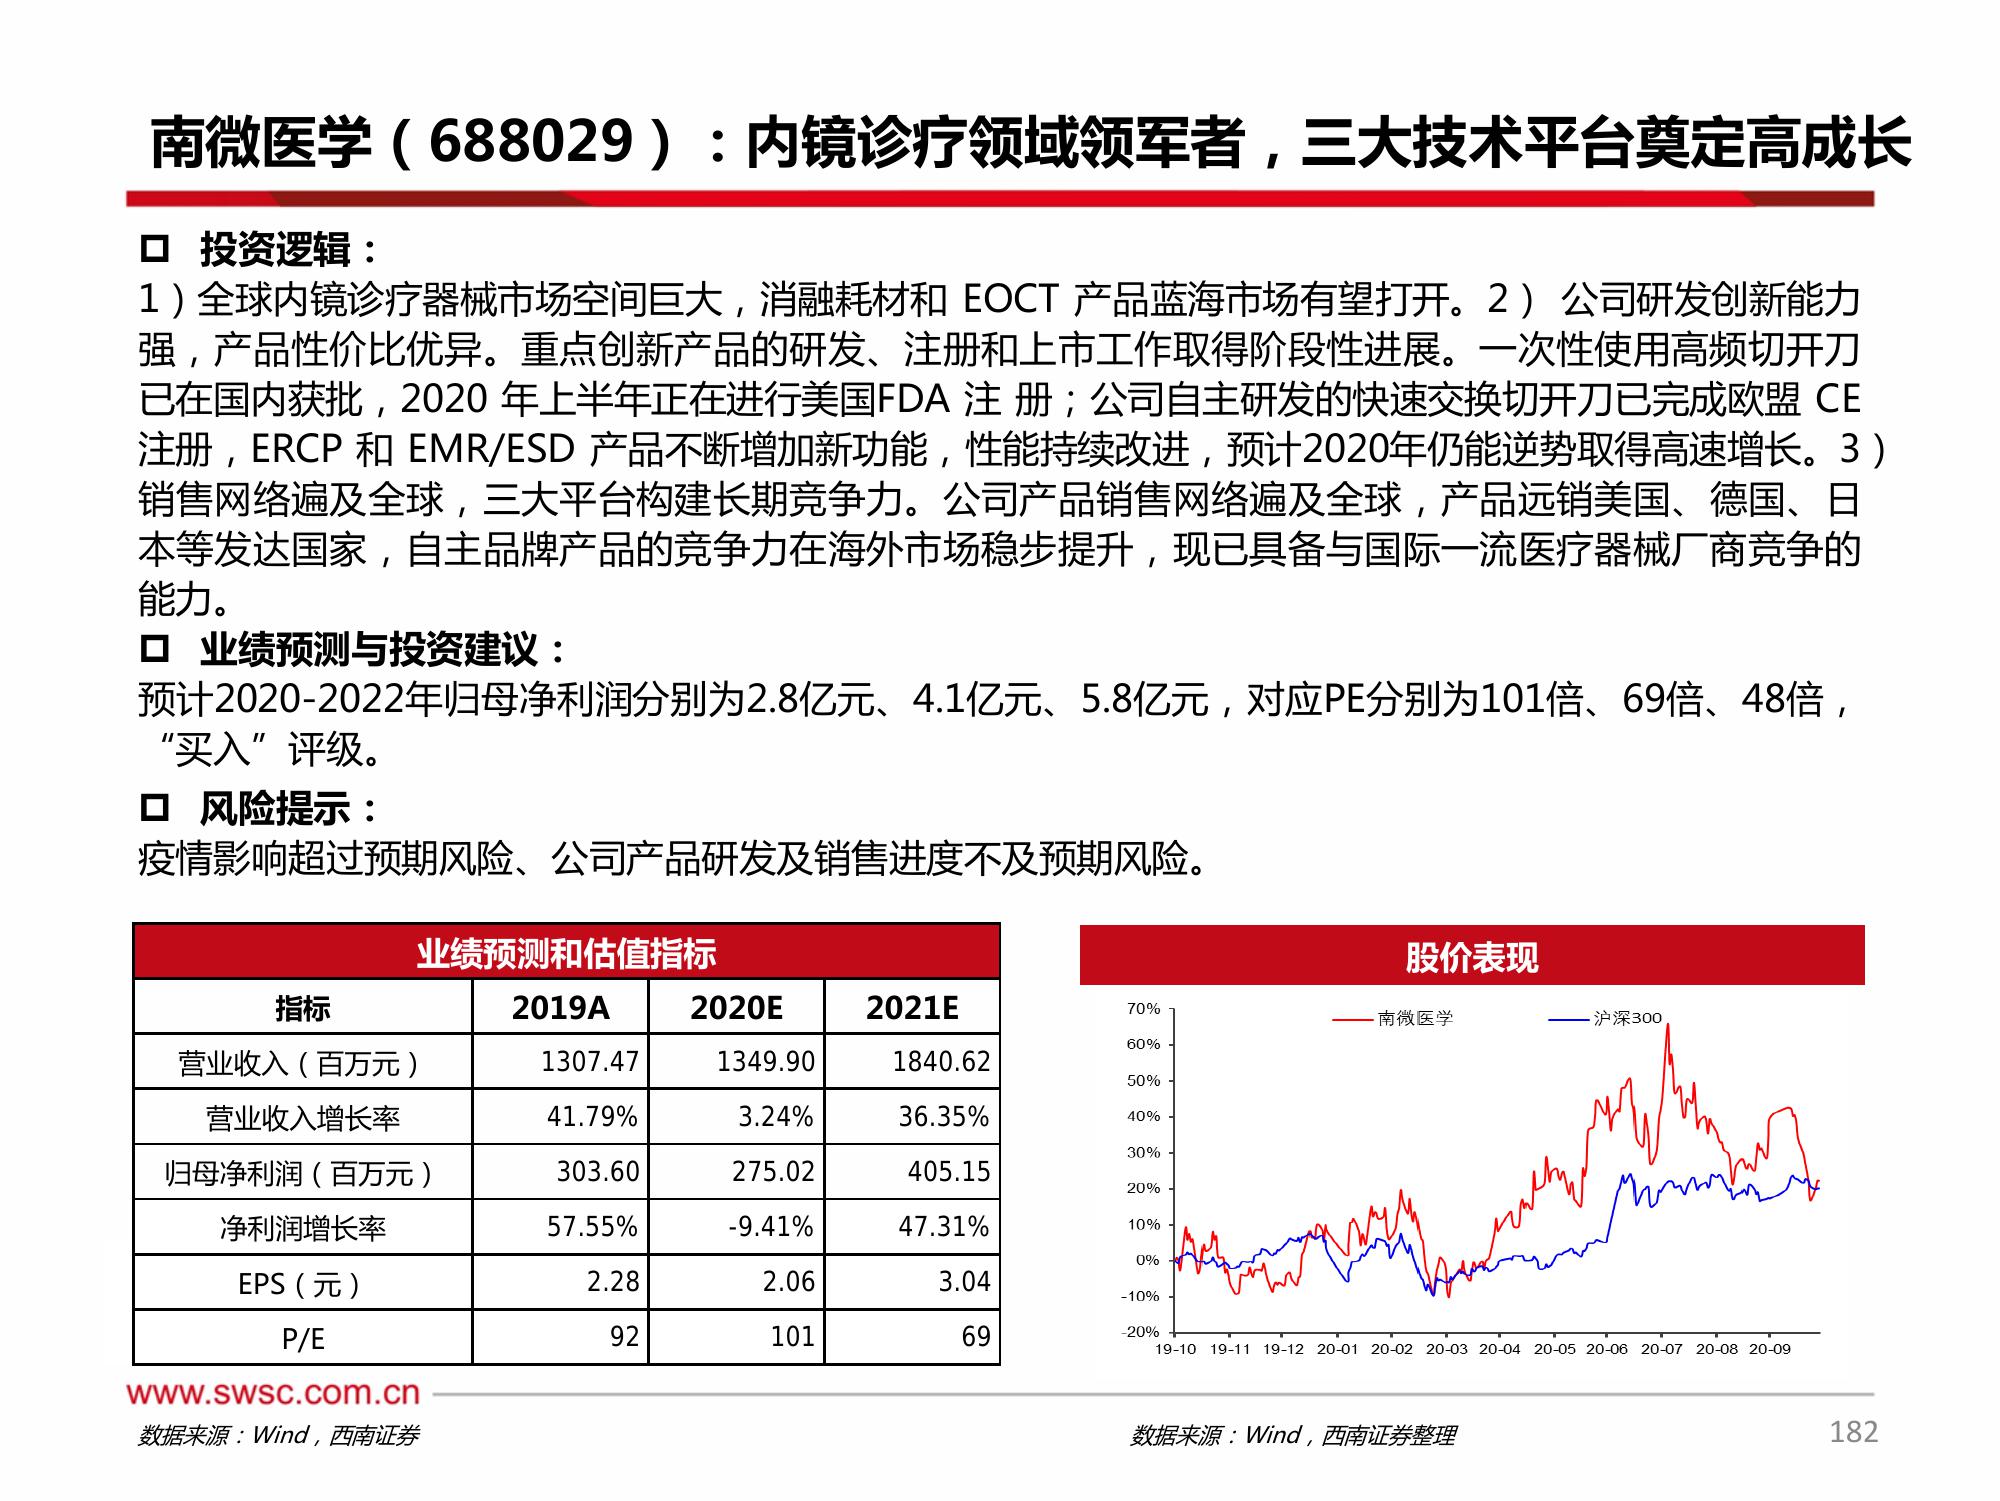 南微医学（688029）：内镜诊疗领域领军者，三大技术平台奠定高成长
投资逻辑：
1）全球内镜诊疗器械市场空间巨大，消融耗材和 EOCT 产品蓝海市场有望打开。2） 公司研发创新能力
强，产品性价比优异。重点创新产品的研发、注册和上市工作取得阶段性进展。一次性使用高频切开刀
已在国内获批，2020 年上半年正在进行美国FDA 注 册；公司自主研发的快速交换切开刀已完成欧盟 CE
注册，ERCP 和 EMR/ESD 产品不断增加新功能，性能持续改进，预计2020年仍能逆势取得高速增长。3）
销售网络遍及全球，三大平台构建长期竞争力。公司产品销售网络遍及全球，产品远销美国、德国、日
本等发达国家，自主品牌产品的竞争力在海外市场稳步提升，现已具备与国际一流医疗器械厂商竞争的
能力。
业绩预测与投资建议：
预计2020-2022年归母净利润分别为2.8亿元、4.1亿元、5.8亿元，对应PE分别为101倍、69倍、48倍，
“买入”评级。
风险提示：
疫情影响超过预期风险、公司产品研发及销售进度不及预期风险。
业绩预测和估值指标
指标 2019A 2020E 2021E
营业收入（百万元） 1307.47 1349.90 1840.62
营业收入增长率 41.79% 3.24% 36.35%
归母净利润（百万元） 303.60 275.02 405.15
净利润增长率 57.55% -9.41% 47.31%
EPS（元） 2.28 2.06 3.04
P/E 92 101 69
股价表现
南微医学 沪深300
70%
60%
50%
40%
30%
20%
10%
0%
-10%
-20%
19-10 19-11 19-12 20-01 20-02 20-03 20-04 20-05 20-06 20-07 20-08 20-09
www.swsc.com.cn
数据来源：Wind，西南证券
数据来源：Wind，西南证券整理
182